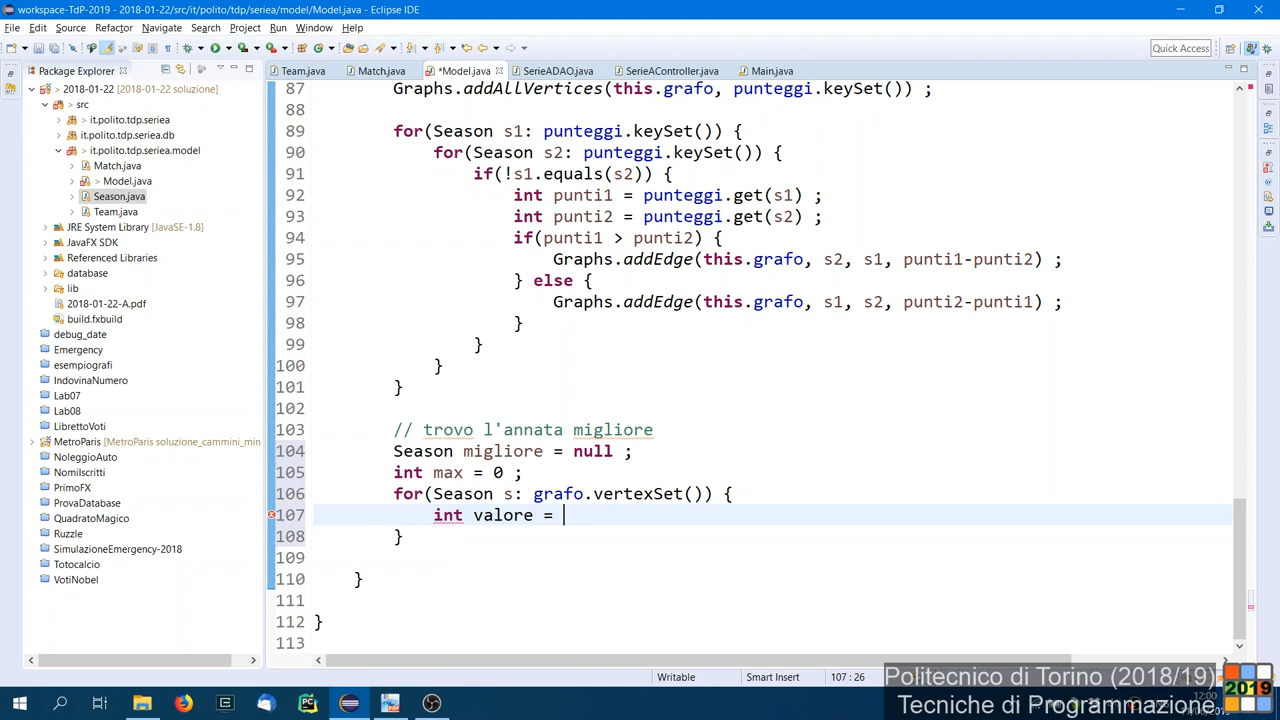 workspace-TdP-2019 - 2018-01-22/src/it/polito/tdp/seriea/model/Model.java - Eclipse IDE
File Edit Source Refactor Navigate Search Project Run Window Help
Quick Access
Package Explorer
Team.java Match.java *Model.java SerieADAO.java SerieAController.java Main.java
2018-01-22 [2018-01-22 soluzione]
src
it.polito.tdp.seriea
it.polito.tdp.seriea.db
it.polito.tdp.seriea.model
Match.java
> Model.java
Season.java
Team.java
JRE System Library [JavaSE-1.8]
JavaFX SDK
Referenced Libraries
database
lib
2018-01-22-A.pdf
build.fxbuild
debug_date
Emergency
esempiografi
IndovinaNumero
Lab07
Lab08
LibrettoVoti
MetroParis [MetroParis soluzione_cammini_min
NoleggioAuto
NomiIscritti
PrimoFX
ProvaDatabase
QuadratoMagico
Ruzzle
SimulazioneEmergency-2018
Totocalcio
VotiNobel
87 Graphs.addAllVertices(this.grafo, punteggi.keySet()) ;
88
89 for(Season s1: punteggi.keySet()) {
90 for(Season s2: punteggi.keySet()) {
91 if(!s1.equals(s2)) {
92 int punti1 = punteggi.get(s1) ;
93 int punti2 = punteggi.get(s2) ;
94 if(punti1 > punti2) {
95 Graphs.addEdge(this.grafo, s2, s1, punti1-punti2) ;
96 } else {
97 Graphs.addEdge(this.grafo, s1, s2, punti2-punti1) ;
98 }
99 }
100 }
101 }
102
103 // trovo l'annata migliore
104 Season migliore = null ;
105 int max = 0 ;
106 for(Season s: grafo.vertexSet()) {
107 int valore =
108 }
109
110 }
111
112 }
113
Writable Smart Insert 107 : 26
Politecnico di Torino (2018/19)
Tecniche di Programmazione
2019
12:00